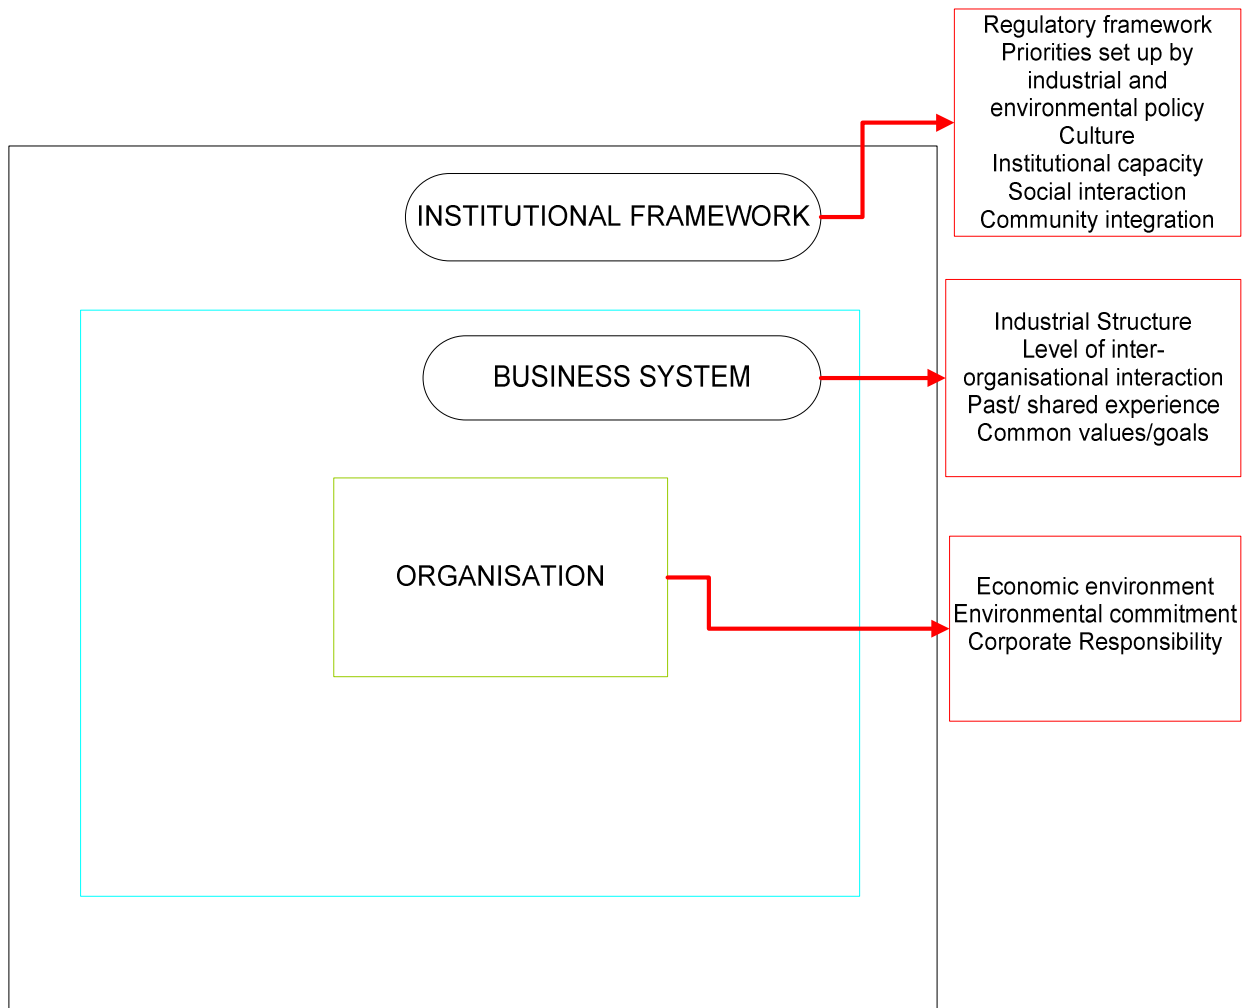 Regulatory framework
Priorities set up by
industrial and
environmental policy
Culture
Institutional capacity
Social interaction
Community integration
INSTITUTIONAL FRAMEWORK
Industrial Structure
Level of inter-
organisational interaction
Past/ shared experience
Common values/goals
BUSINESS SYSTEM
ORGANISATION
Economic environment
Environmental commitment
Corporate Responsibility